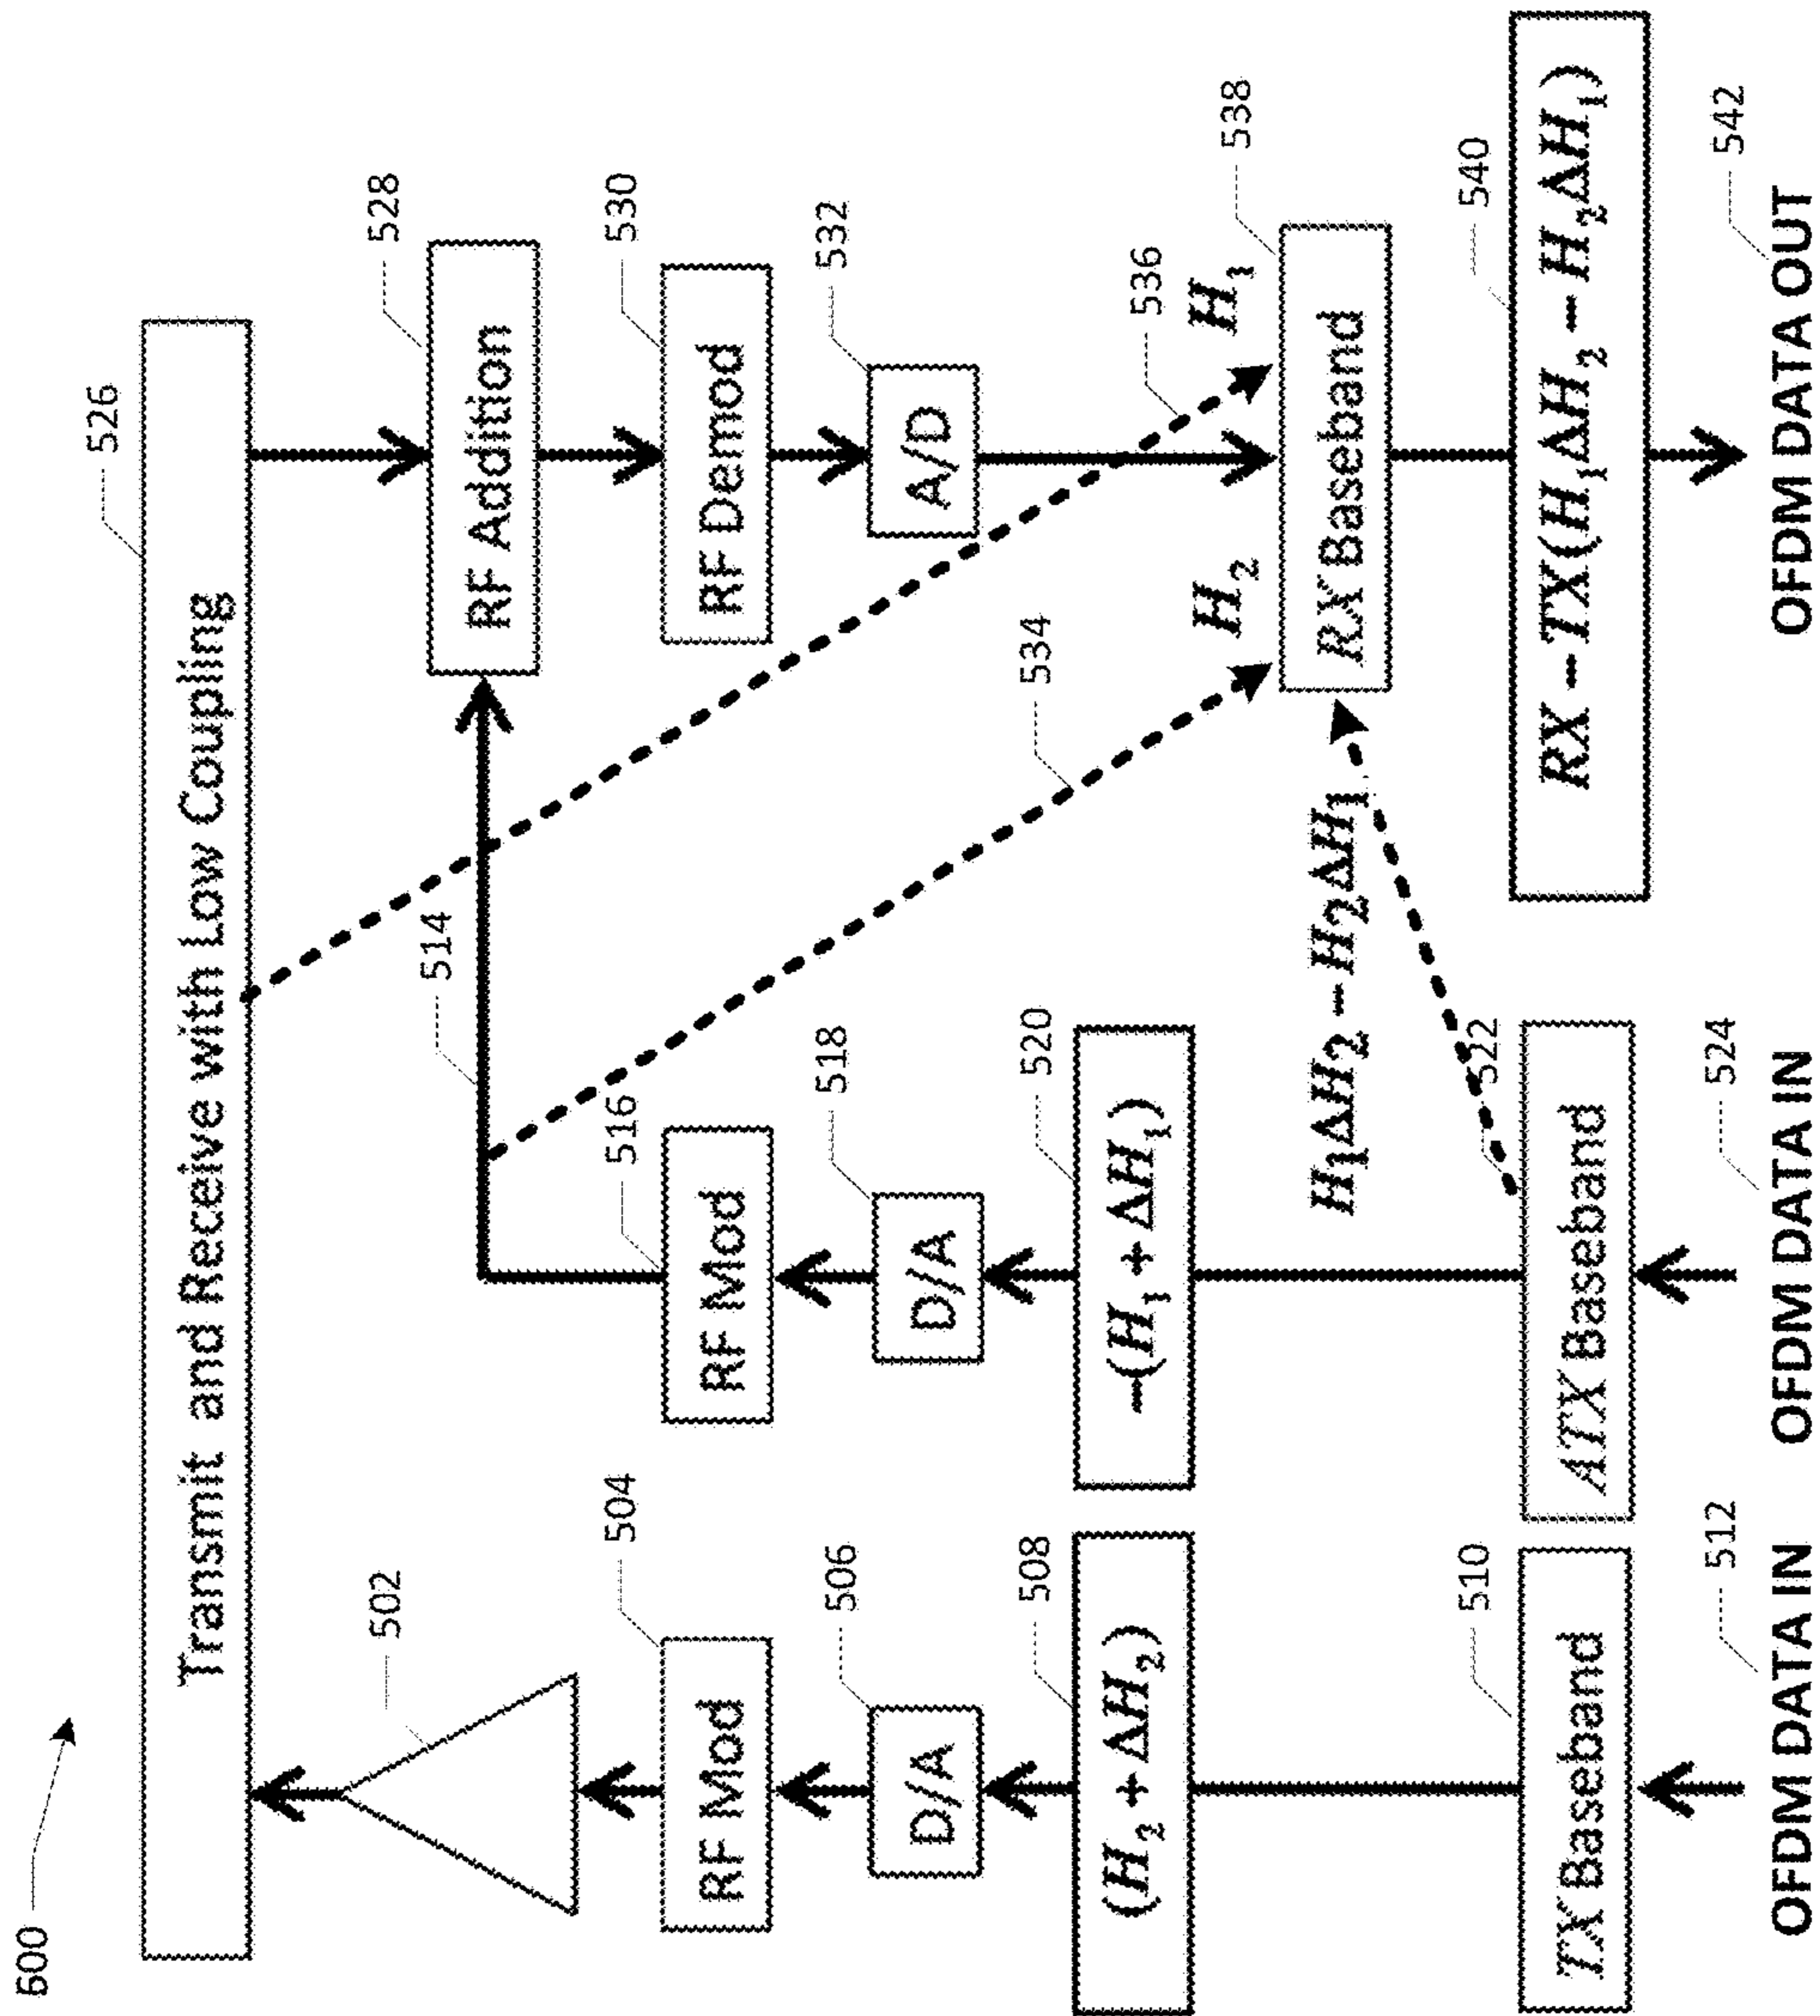 500
526
Transmit and Receive with Low Coupling
502
514
528
RF Addition
504
516
530
RF Mod
RF Mod
RF Demod
506
518
532
D/A
D/A
A/D
508
520
534
536
(H₂ + ΔH₂)
−(H₁ + ΔH₁)
H₂
H₁
538
RX Baseband
H₁ΔH₂ − H₂ΔH₁
510
522
540
TX Baseband
ATX Baseband
RX − TX(H₁ΔH₂ − H₂ΔH₁)
512
524
542
OFDM DATA IN
OFDM DATA IN
OFDM DATA OUT